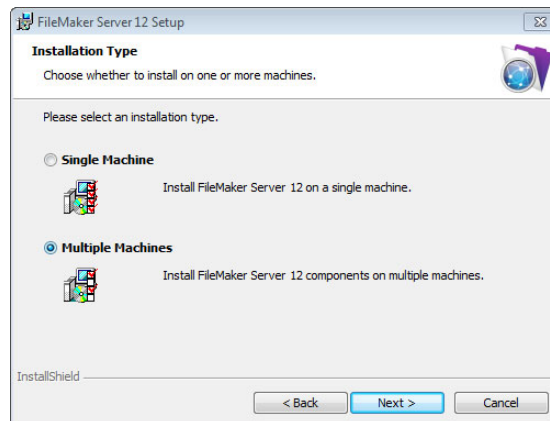 FileMaker Server 12 Setup
Installation Type
Choose whether to install on one or more machines.
Please select an installation type.
Single Machine
Install FileMaker Server 12 on a single machine.
Multiple Machines
Install FileMaker Server 12 components on multiple machines.
InstallShield
< Back Next > Cancel